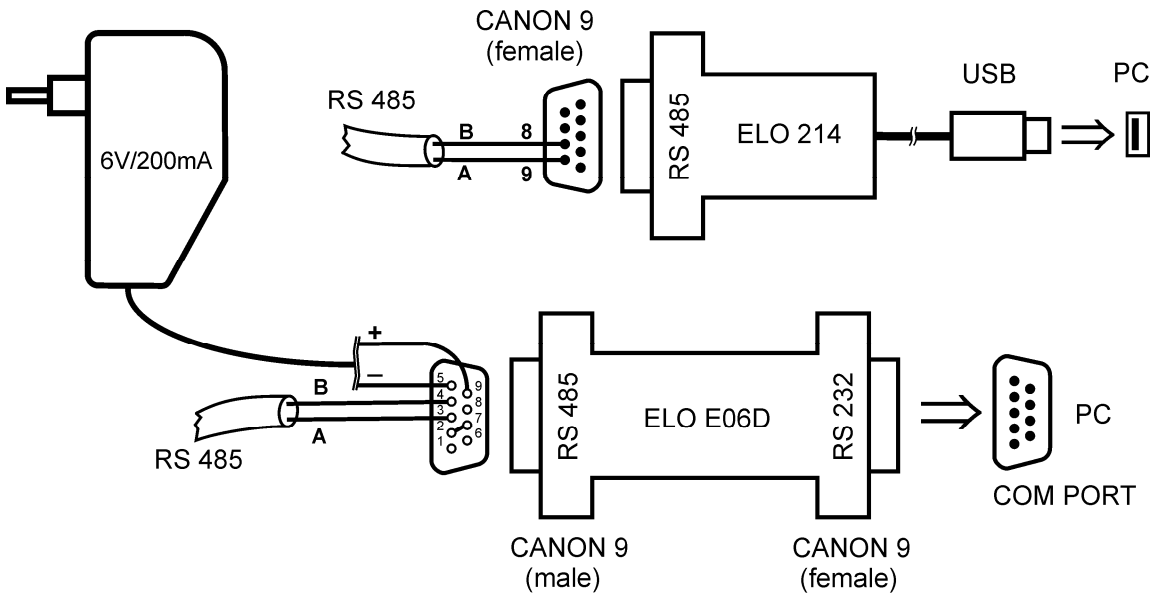 CANON 9
(female)
RS 485
B
8
A
9
RS 485
ELO 214
USB
PC
6V/200mA
+
–
B
A
RS 485
5
4
3
2
1
9
8
7
6
RS 485
ELO E06D
RS 232
PC
COM PORT
CANON 9
(male)
CANON 9
(female)